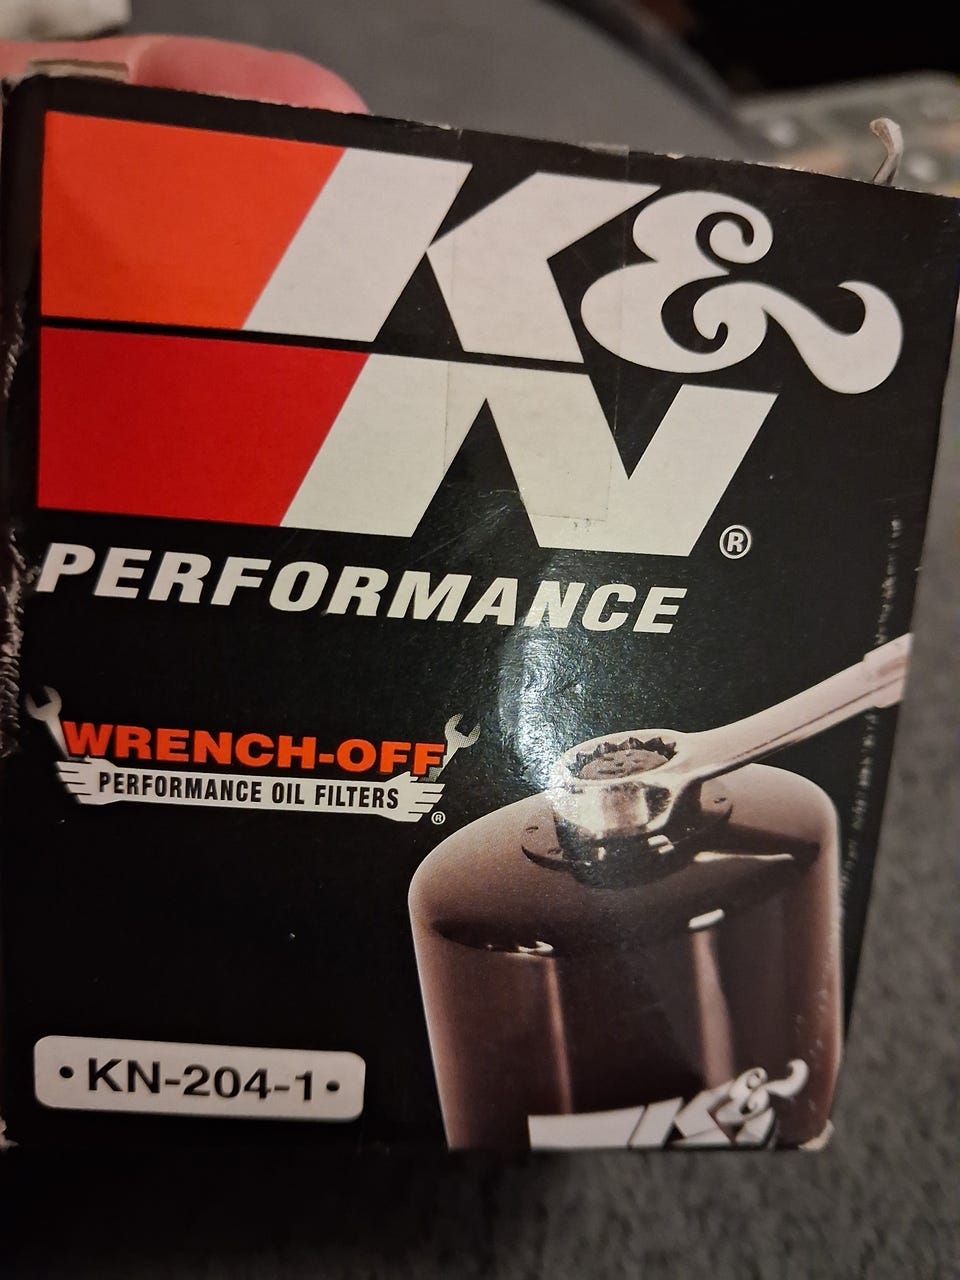 K&
N®
PERFORMANCE
WRENCH-OFF
PERFORMANCE OIL FILTERS®
• KN-204-1 •
K&